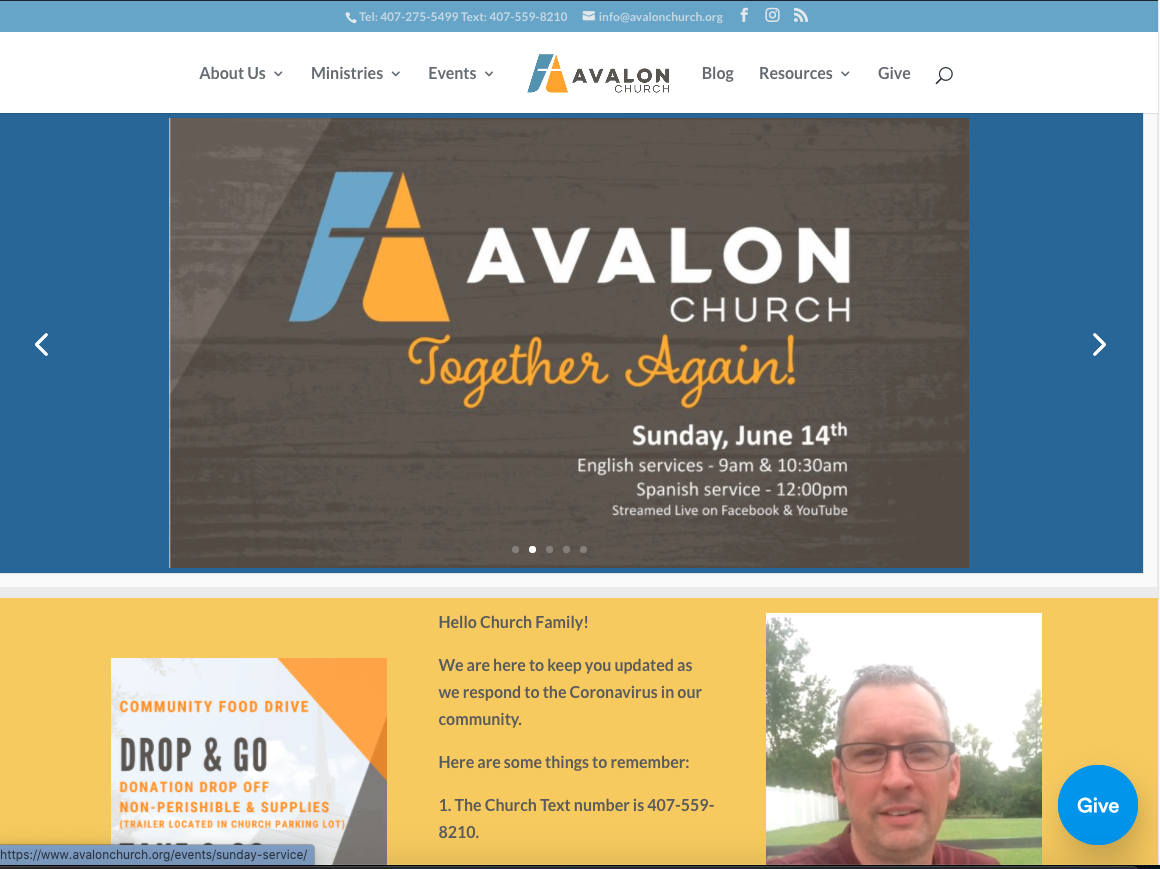 Tel: 407-275-5499 Text: 407-559-8210 info@avalonchurch.org
About Us Ministries Events AVALON CHURCH Blog Resources Give
AVALON
CHURCH
Together Again!
Sunday, June 14th
English services - 9am & 10:30am
Spanish service - 12:00pm
Streamed Live on Facebook & YouTube
COMMUNITY FOOD DRIVE
DROP & GO
DONATION DROP OFF
NON-PERISHIBLE & SUPPLIES
(TRAILER LOCATED IN CHURCH PARKING LOT)
Hello Church Family!
We are here to keep you updated as
we respond to the Coronavirus in our
community.
Here are some things to remember:
1. The Church Text number is 407-559-
8210.
Give
https://www.avalonchurch.org/events/sunday-service/